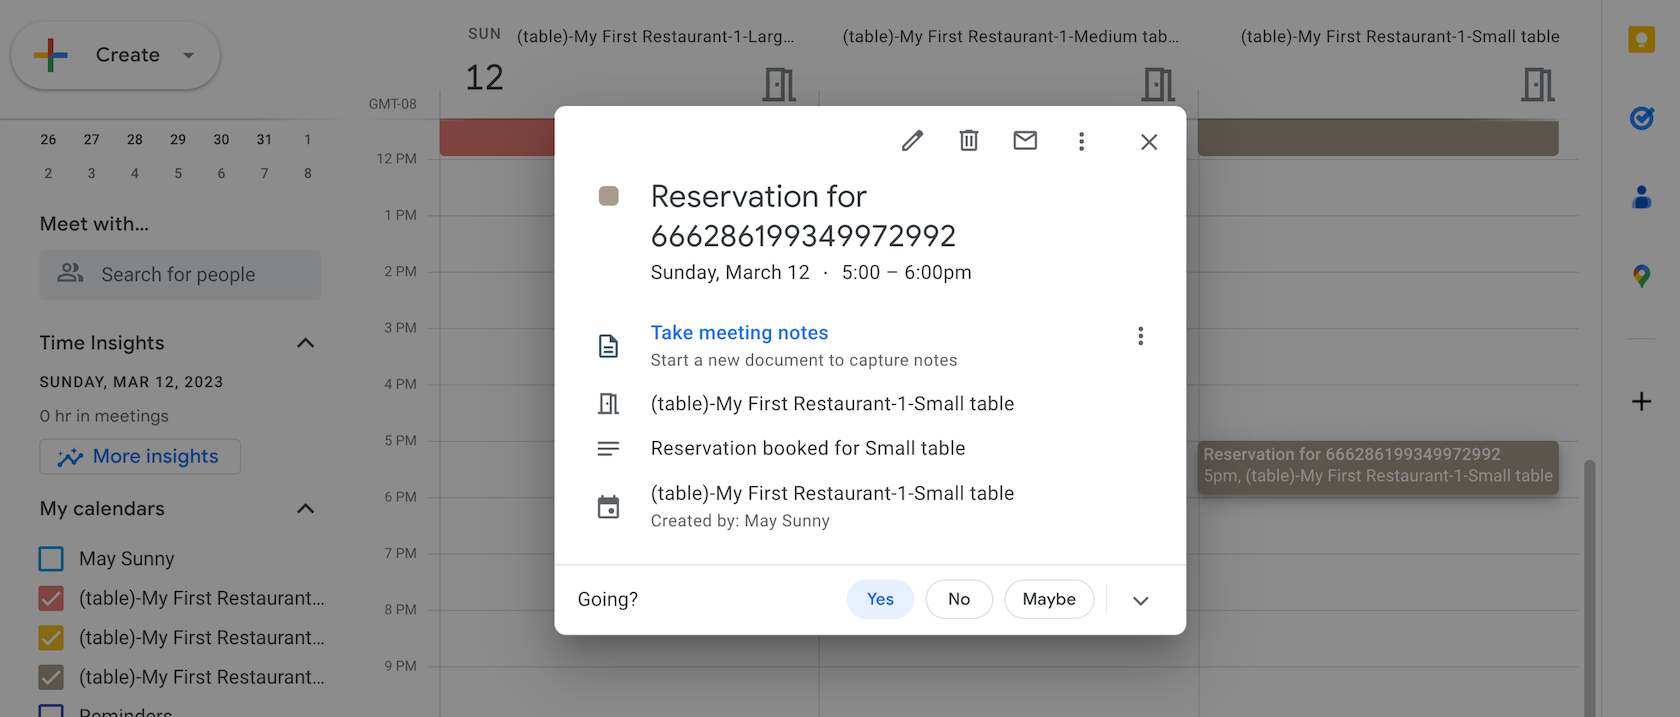 Create
SUN
12
(table)-My First Restaurant-1-Larg...
(table)-My First Restaurant-1-Medium tab...
(table)-My First Restaurant-1-Small table
GMT-08
26 27 28 29 30 31 1
2 3 4 5 6 7 8
Meet with...
Search for people
Time Insights
SUNDAY, MAR 12, 2023
0 hr in meetings
More insights
My calendars
May Sunny
(table)-My First Restaurant...
(table)-My First Restaurant...
(table)-My First Restaurant...
Reminders
12 PM
1 PM
2 PM
3 PM
4 PM
5 PM
6 PM
7 PM
8 PM
9 PM
Reservation for
666286199349972992
Sunday, March 12 · 5:00 – 6:00pm
Take meeting notes
Start a new document to capture notes
(table)-My First Restaurant-1-Small table
Reservation booked for Small table
(table)-My First Restaurant-1-Small table
Created by: May Sunny
Going?
Yes
No
Maybe
Reservation for 666286199349972992
5pm, (table)-My First Restaurant-1-Small table